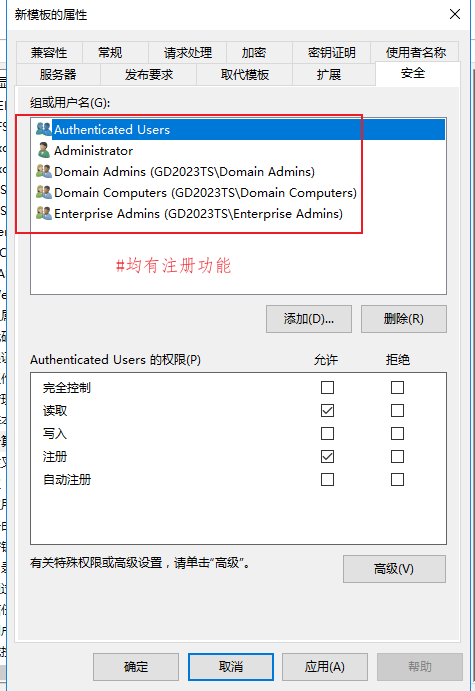 新模板的属性
兼容性 常规 请求处理 加密 密钥证明 使用者名称
服务器 发布要求 取代模板 扩展 安全
组或用户名(G):
Authenticated Users
Administrator
Domain Admins (GD2023TS\Domain Admins)
Domain Computers (GD2023TS\Domain Computers)
Enterprise Admins (GD2023TS\Enterprise Admins)
#均有注册功能
添加(D)... 删除(R)
Authenticated Users 的权限(P) 允许 拒绝
完全控制
读取
写入
注册
自动注册
有关特殊权限或高级设置，请单击“高级”。
高级(V)
确定 取消 应用(A) 帮助